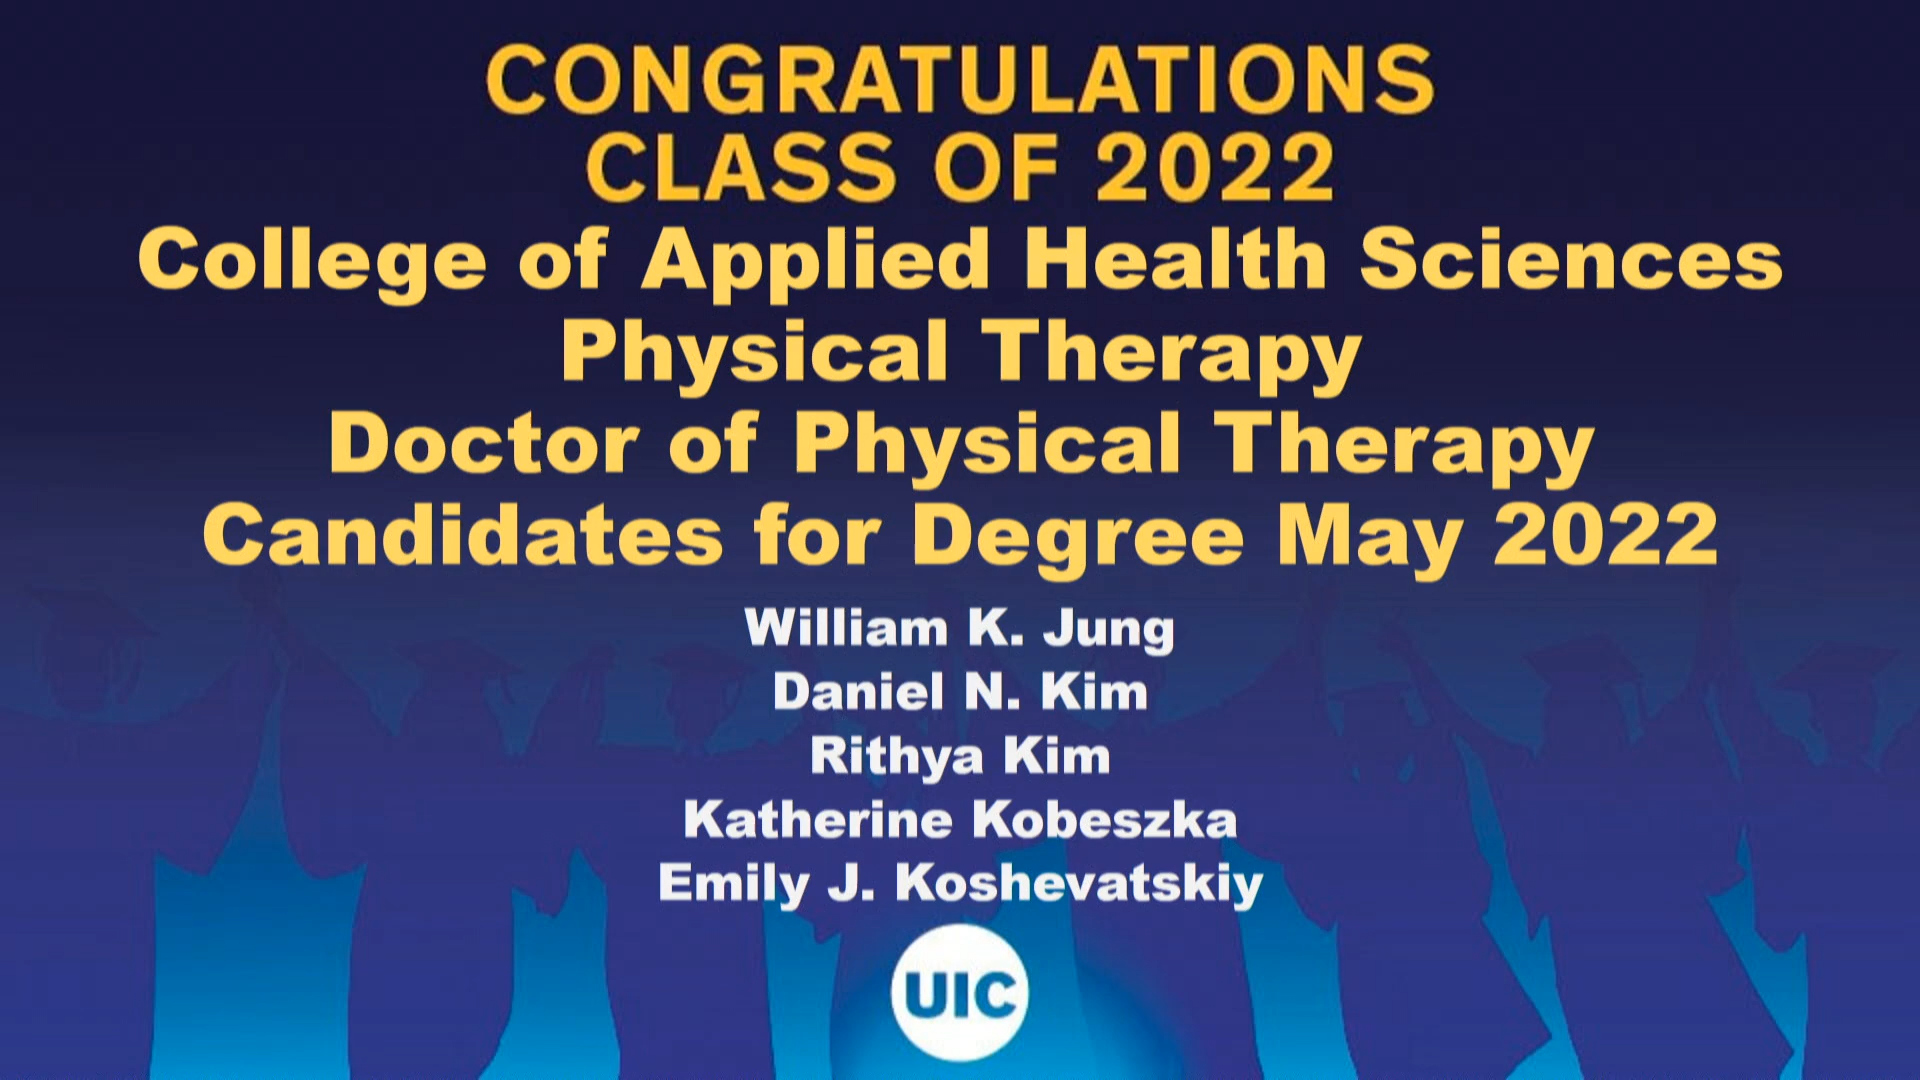 CONGRATULATIONS
CLASS OF 2022
College of Applied Health Sciences
Physical Therapy
Doctor of Physical Therapy
Candidates for Degree May 2022
William K. Jung
Daniel N. Kim
Rithya Kim
Katherine Kobeszka
Emily J. Koshevatskiy
UIC